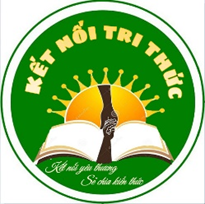 KẾT NỐI TRI THỨC
Kết nối yêu thương
Sẻ chia kiến thức